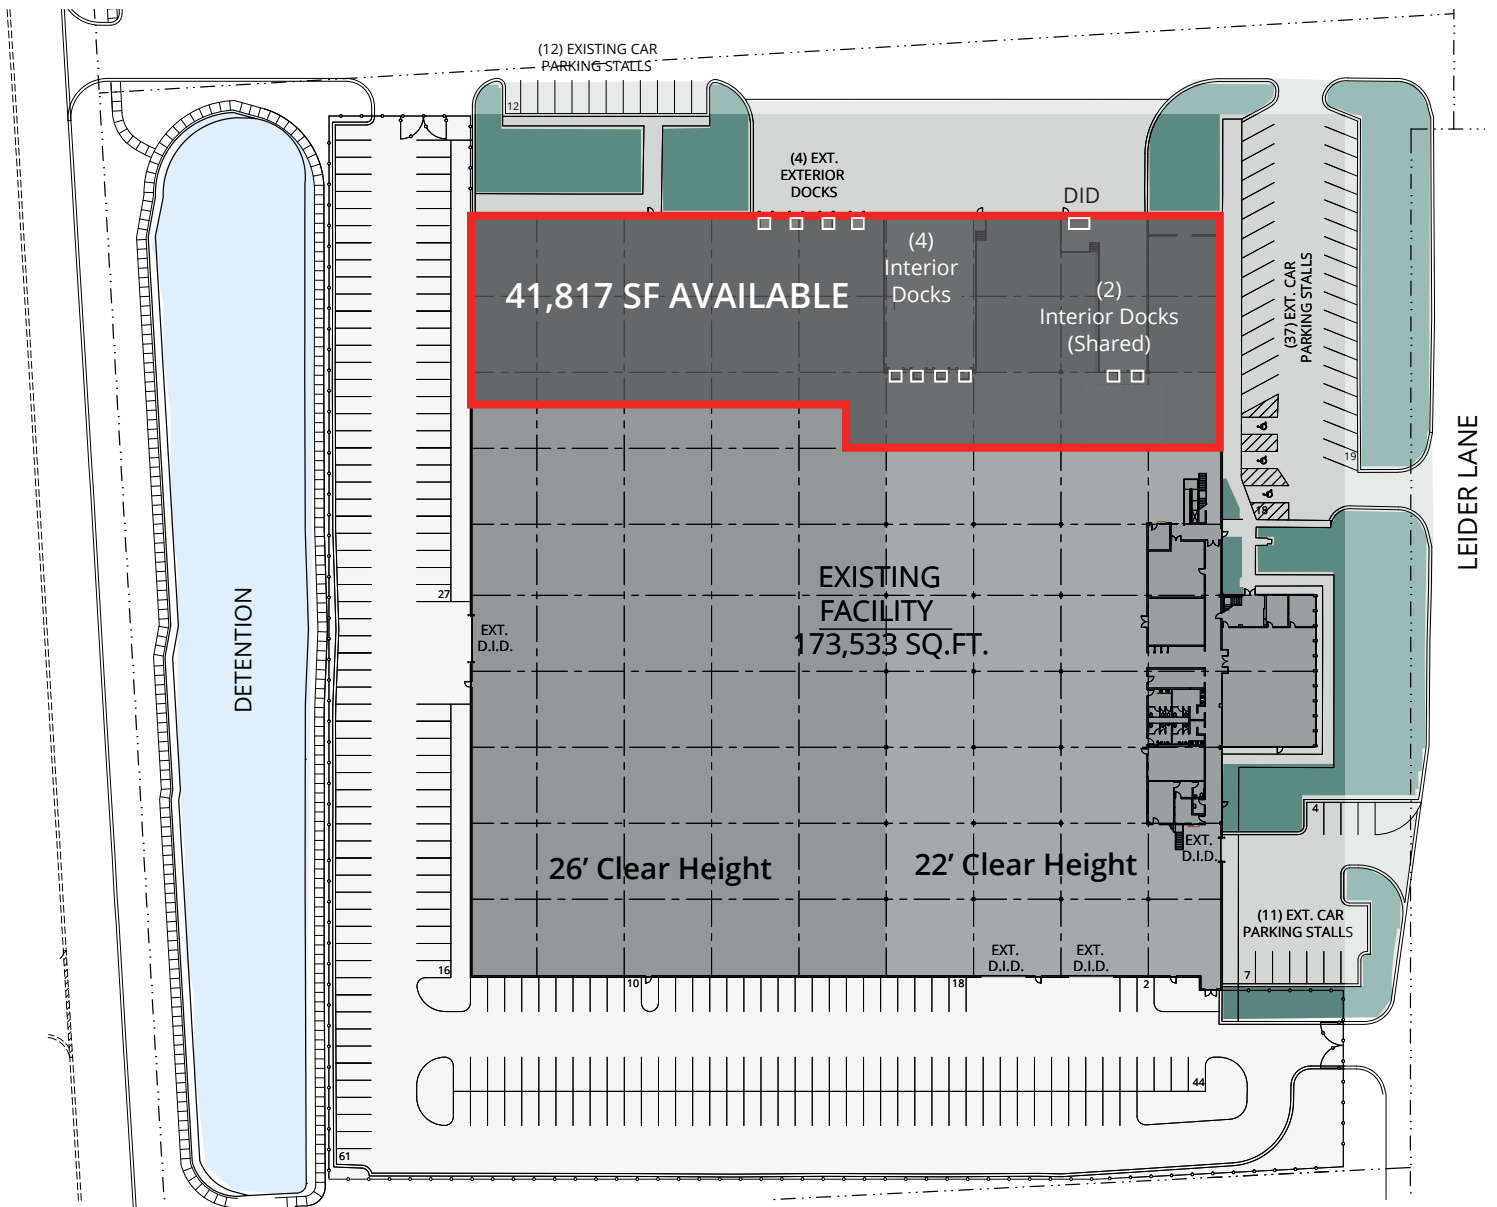 (12) EXISTING CAR
PARKING STALLS
12
(4) EXT.
EXTERIOR
DOCKS
DID
(4)
Interior
Docks
41,817 SF AVAILABLE
(2)
Interior Docks
(Shared)
(37) EXT. CAR
PARKING STALLS
19
18
LEIDER LANE
DETENTION
27
EXT.
D.I.D.
EXISTING
FACILITY
173,533 SQ.FT.
4
EXT.
D.I.D.
26’ Clear Height
22’ Clear Height
(11) EXT. CAR
PARKING STALLS
EXT.
D.I.D.
EXT.
D.I.D.
16
10
18
2
7
44
61